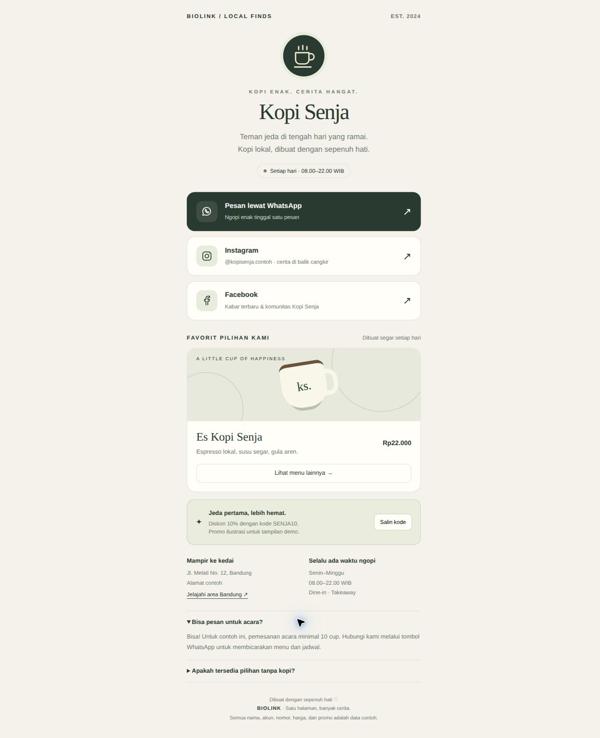 BIOLINK / LOCAL FINDS
EST. 2024
KOPI ENAK. CERITA HANGAT.
Kopi Senja
Teman jeda di tengah hari yang ramai.
Kopi lokal, dibuat dengan sepenuh hati.
Setiap hari · 08.00–22.00 WIB
Pesan lewat WhatsApp
Ngopi enak tinggal satu pesan
↗
Instagram
@kopisenja.contoh · cerita di balik cangkir
↗
Facebook
Kabar terbaru & komunitas Kopi Senja
↗
FAVORIT PILIHAN KAMI
Dibuat segar setiap hari
A LITTLE CUP OF HAPPINESS
ks.
Es Kopi Senja
Espresso lokal, susu segar, gula aren.
Rp22.000
Lihat menu lainnya →
Jeda pertama, lebih hemat.
Diskon 10% dengan kode SENJA10.
Promo ilustrasi untuk tampilan demo.
Salin kode
Mampir ke kedai
Jl. Melati No. 12, Bandung
Alamat contoh
Jelajahi area Bandung ↗
Selalu ada waktu ngopi
Senin–Minggu
08.00–22.00 WIB
Dine-in · Takeaway
Bisa pesan untuk acara?
Bisa! Untuk contoh ini, pemesanan acara minimal 10 cup. Hubungi kami melalui tombol
WhatsApp untuk membicarakan menu dan jadwal.
Apakah tersedia pilihan tanpa kopi?
Dibuat dengan sepenuh hati ♡
BIOLINK · Satu halaman, banyak cerita.
Semua nama, akun, nomor, harga, dan promo adalah data contoh.